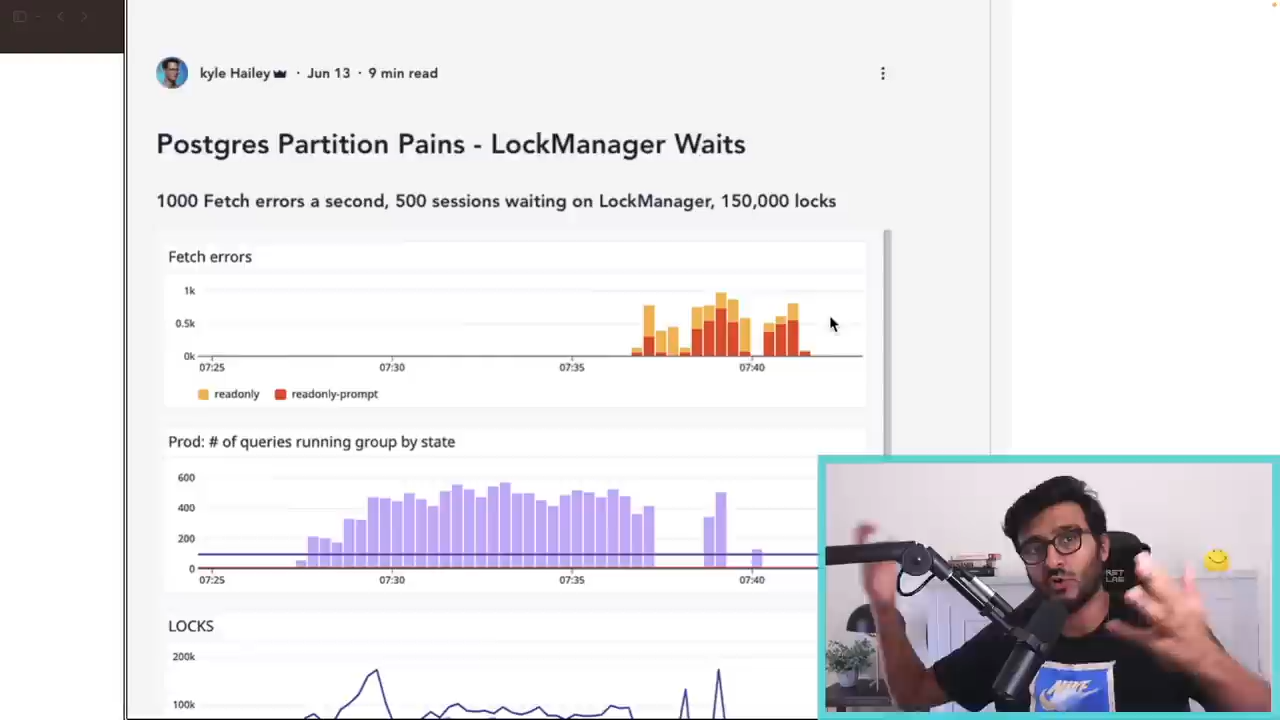 kyle Hailey · Jun 13 · 9 min read
Postgres Partition Pains - LockManager Waits
1000 Fetch errors a second, 500 sessions waiting on LockManager, 150,000 locks
Fetch errors
1k
0.5k
0k
07:25 07:30 07:35 07:40
readonly readonly-prompt
Prod: # of queries running group by state
600
400
200
0
07:25 07:30 07:35 07:40
LOCKS
200k
100k
NIKE